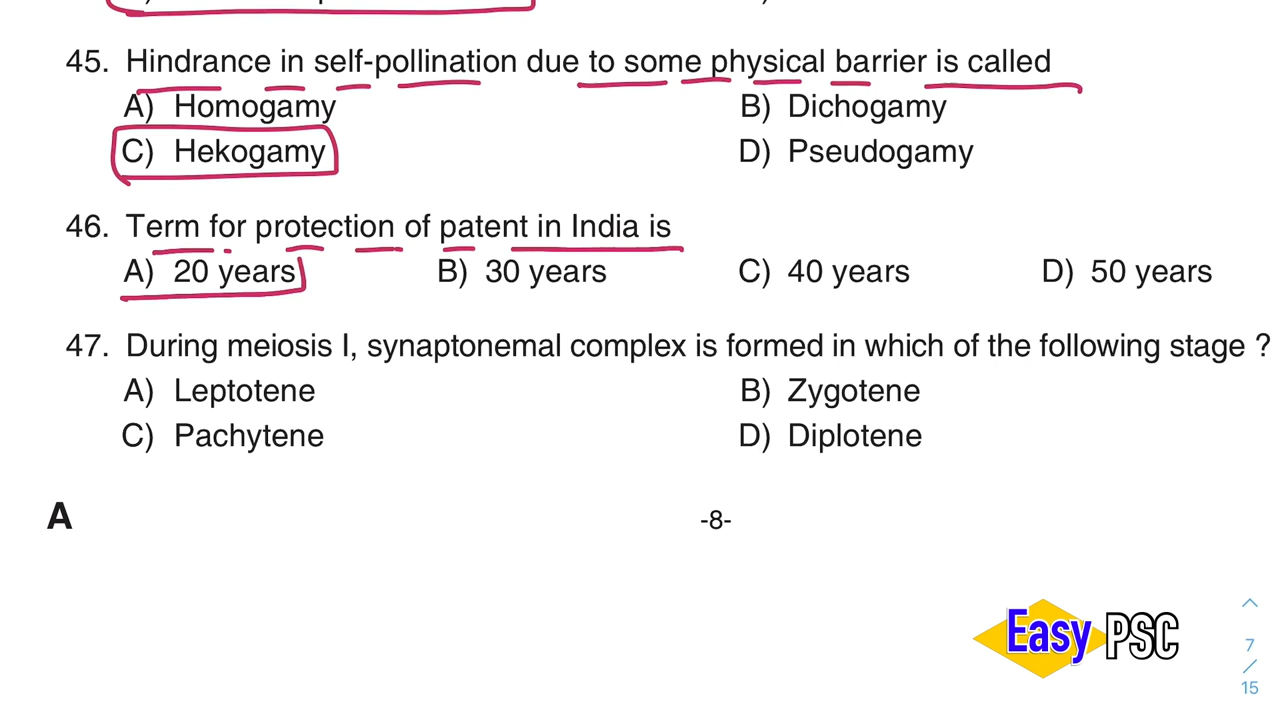 45. Hindrance in self-pollination due to some physical barrier is called
A) Homogamy B) Dichogamy
C) Hekogamy D) Pseudogamy
46. Term for protection of patent in India is
A) 20 years B) 30 years C) 40 years D) 50 years
47. During meiosis I, synaptonemal complex is formed in which of the following stage ?
A) Leptotene B) Zygotene
C) Pachytene D) Diplotene
A -8-
Easy PSC
7
/
15